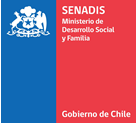 SENADIS
Ministerio de
Desarrollo Social
y Familia
Gobierno de Chile